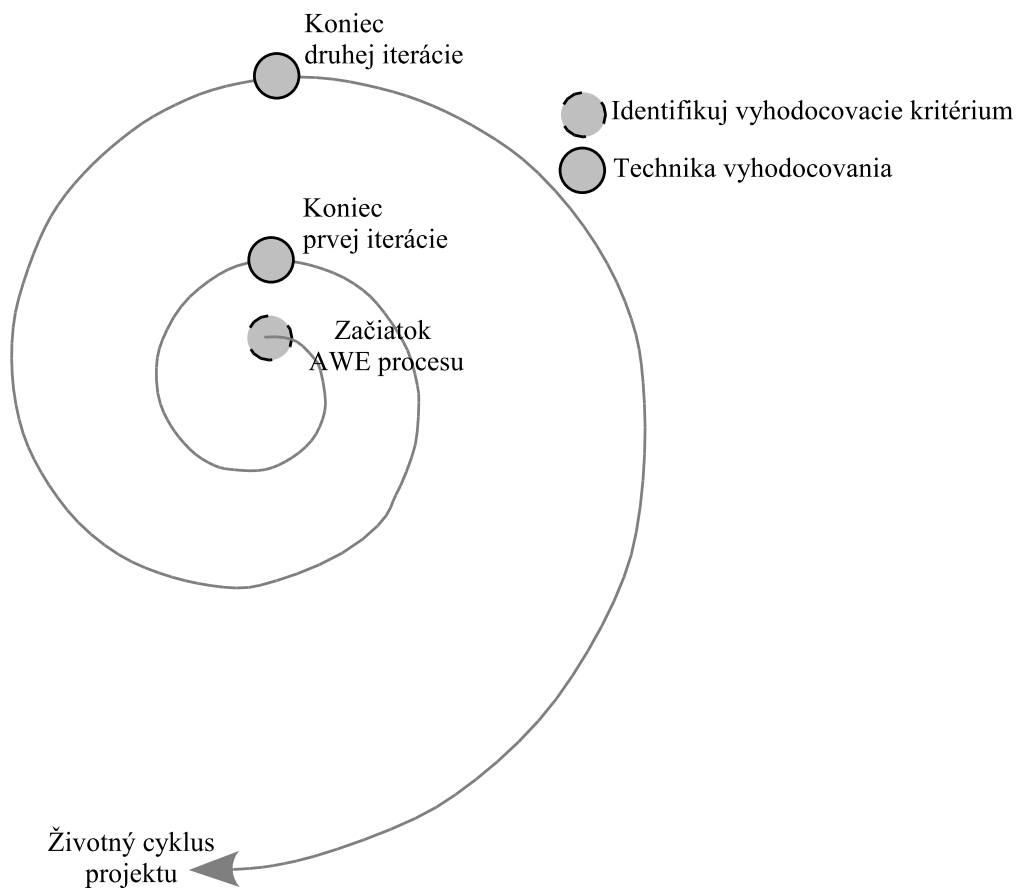 Koniec
druhej iterácie
Identifikuj vyhodocovacie kritérium
Technika vyhodocovania
Koniec
prvej iterácie
Začiatok
AWE procesu
Životný cyklus
projektu